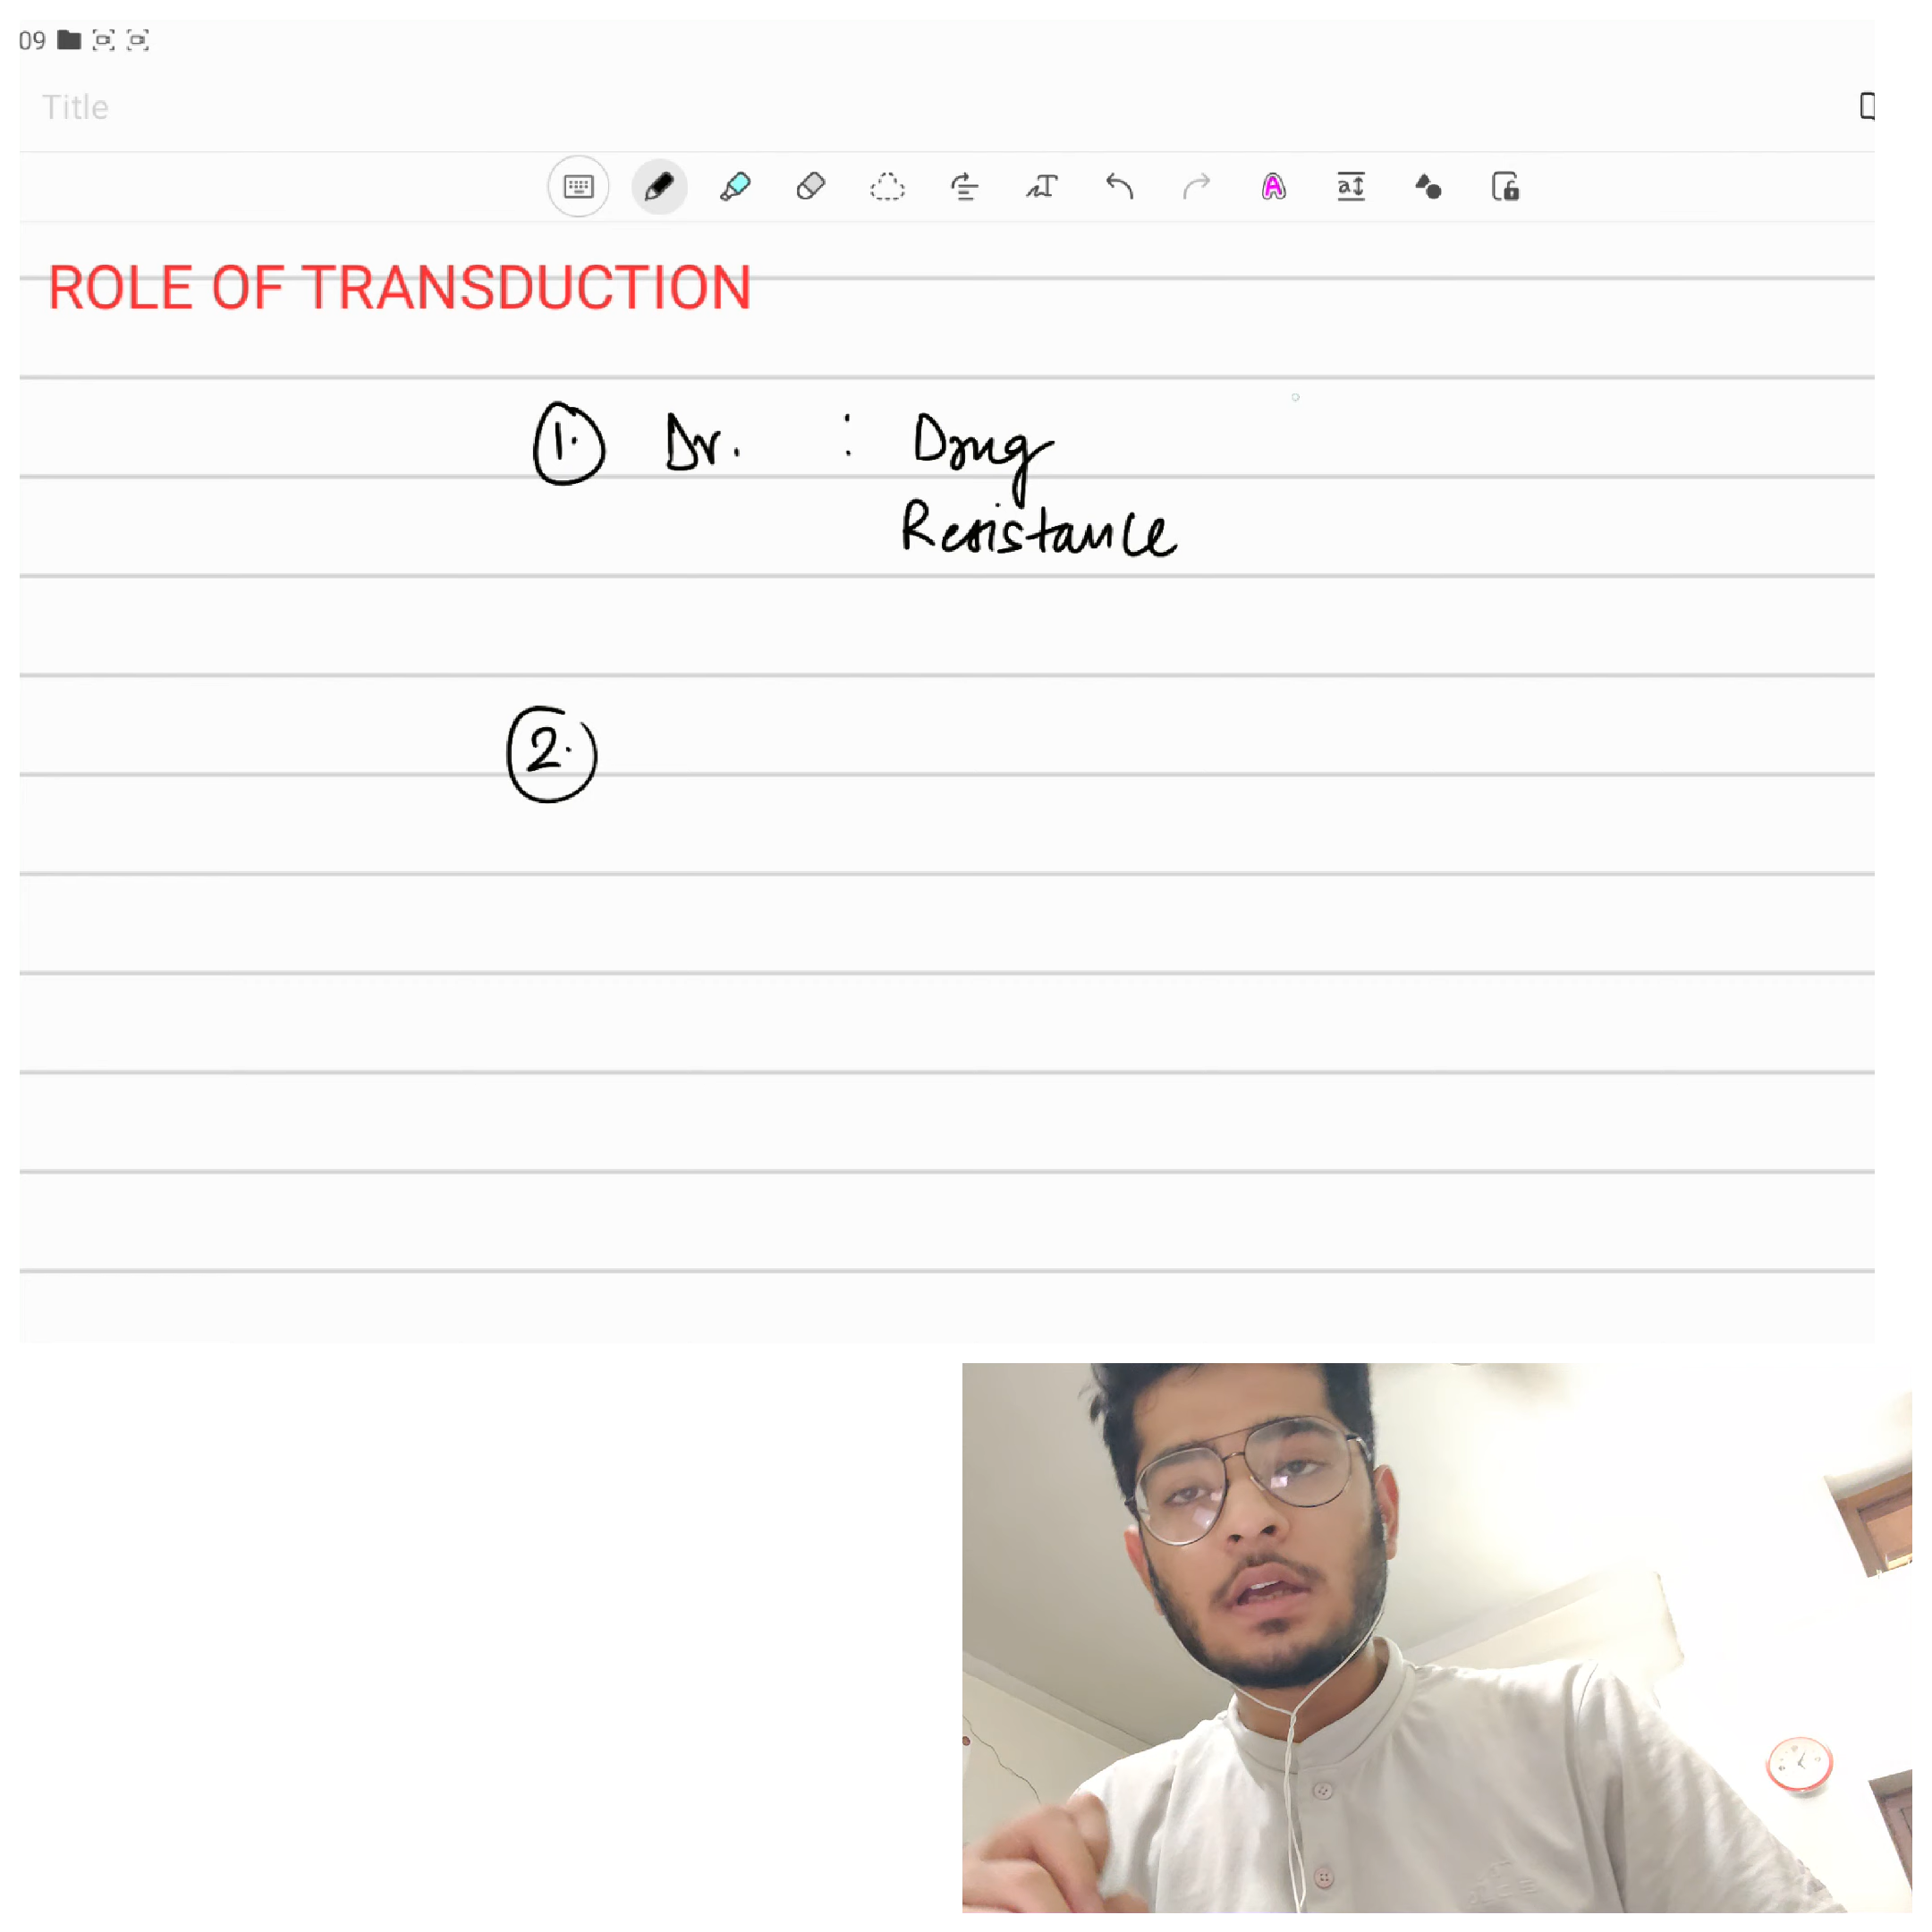 09
Title
ROLE OF TRANSDUCTION
1. Dr. : Drug
Resistance
2.